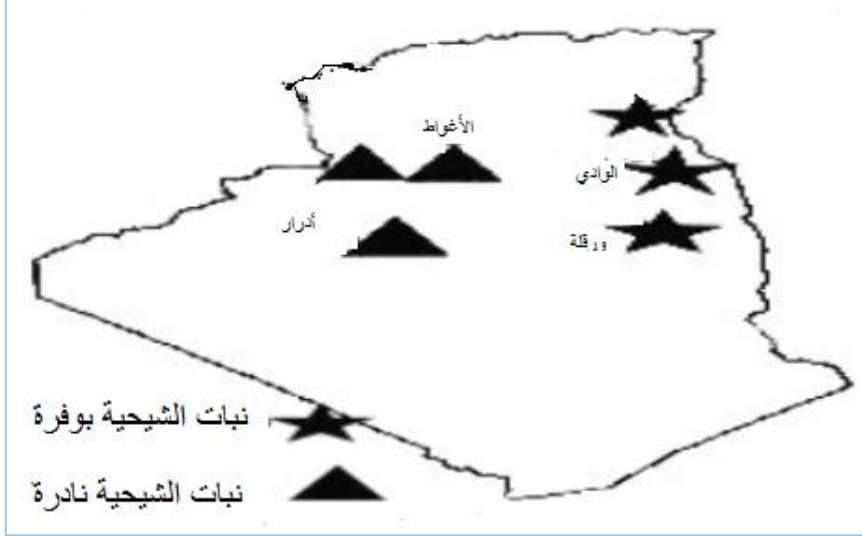 الأغواط
الوادي
أدرار
ورقلة
نبات الشيحية بوفرة
نبات الشيحية نادرة